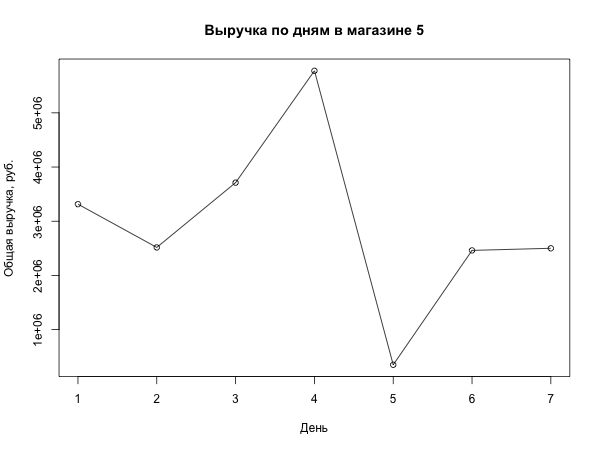 Выручка по дням в магазине 5
Общая выручка, руб.
5e+06
4e+06
3e+06
2e+06
1e+06
1 2 3 4 5 6 7
День